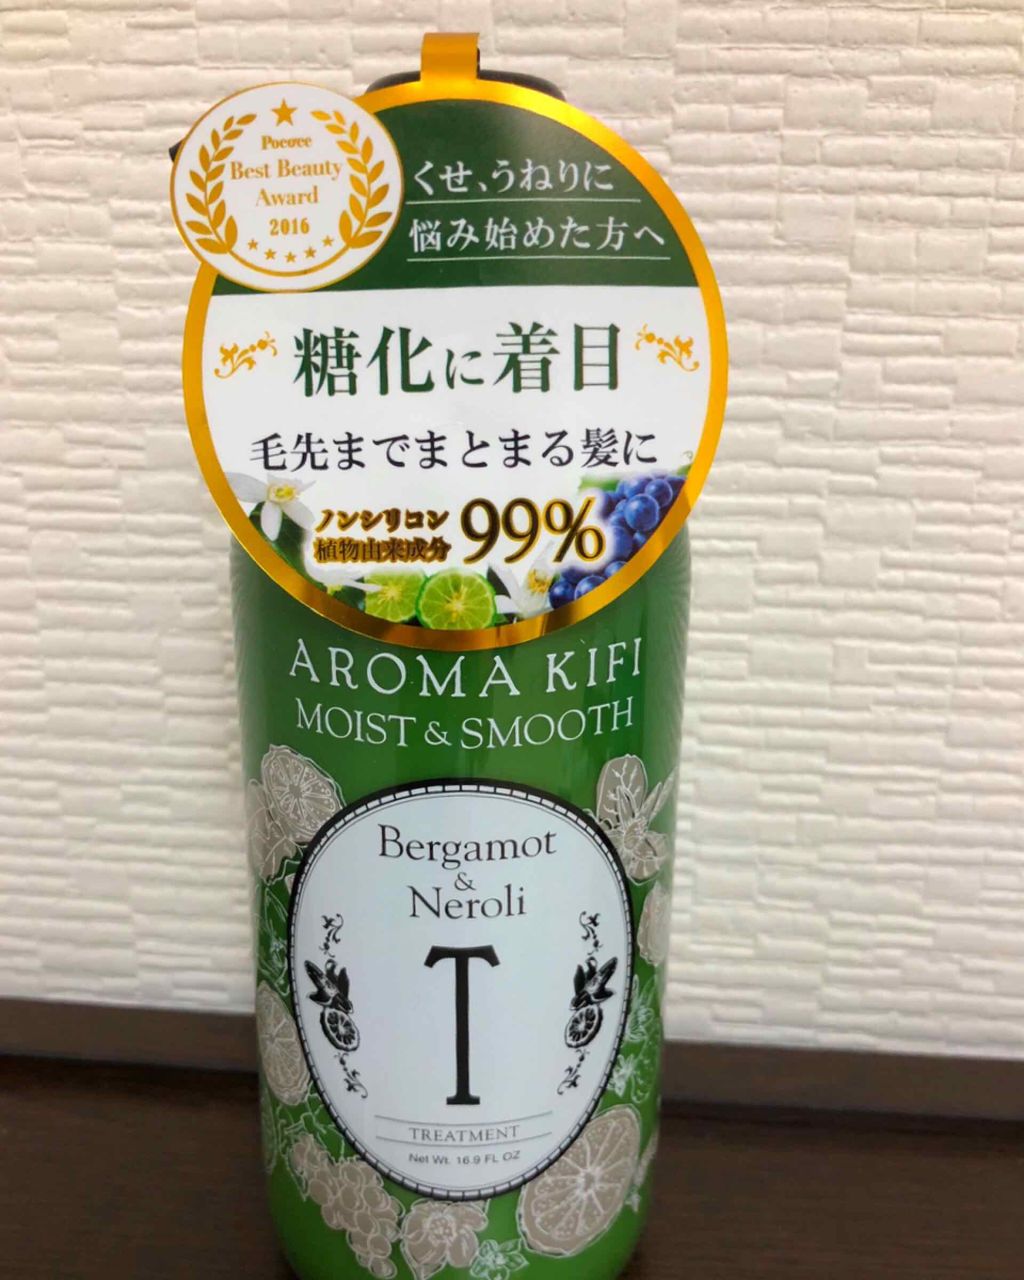 Pococe
Best Beauty
Award
2016
くせ、うねりに
悩み始めた方へ
糖化に着目
毛先までまとまる髪に
ノンシリコン
植物由来成分 99%
AROMA KIFI
MOIST & SMOOTH
Bergamot
&
Neroli
T
TREATMENT
Net Wt. 16.9 FL OZ